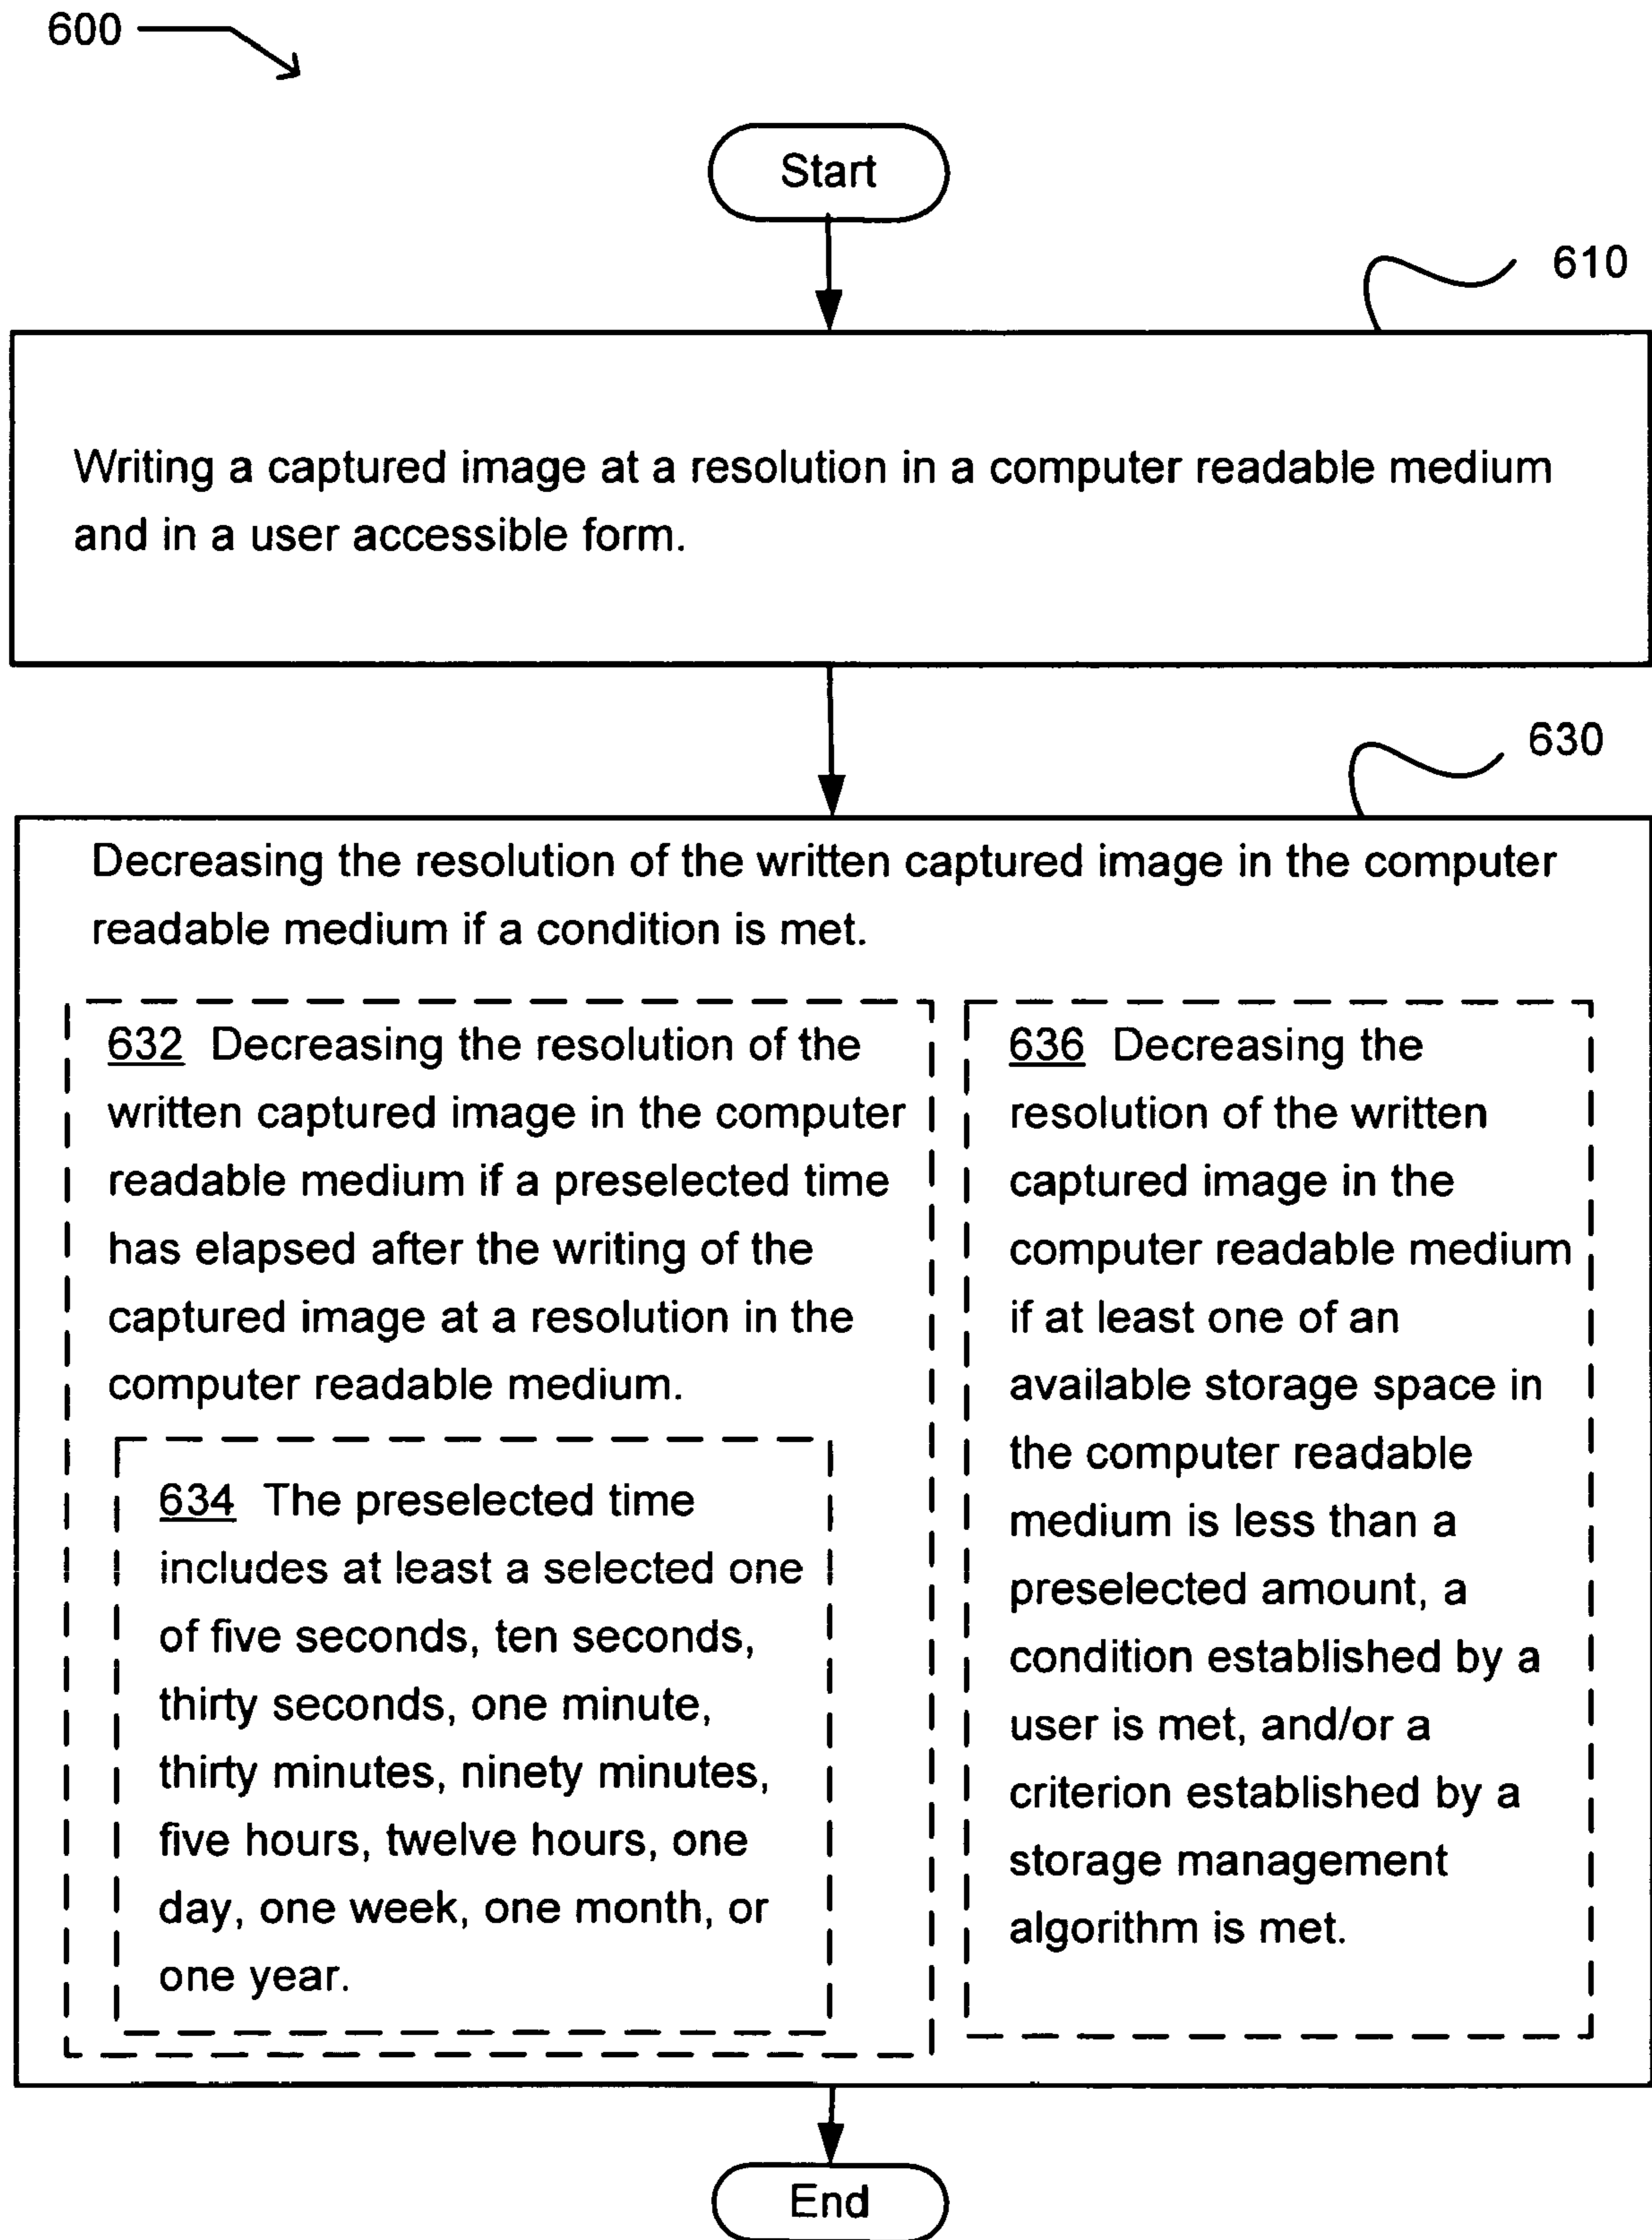 600
Start
610
Writing a captured image at a resolution in a computer readable medium
and in a user accessible form.
630
Decreasing the resolution of the written captured image in the computer
readable medium if a condition is met.
632 Decreasing the resolution of the
written captured image in the computer
readable medium if a preselected time
has elapsed after the writing of the
captured image at a resolution in the
computer readable medium.
634 The preselected time
includes at least a selected one
of five seconds, ten seconds,
thirty seconds, one minute,
thirty minutes, ninety minutes,
five hours, twelve hours, one
day, one week, one month, or
one year.
636 Decreasing the
resolution of the written
captured image in the
computer readable medium
if at least one of an
available storage space in
the computer readable
medium is less than a
preselected amount, a
condition established by a
user is met, and/or a
criterion established by a
storage management
algorithm is met.
End